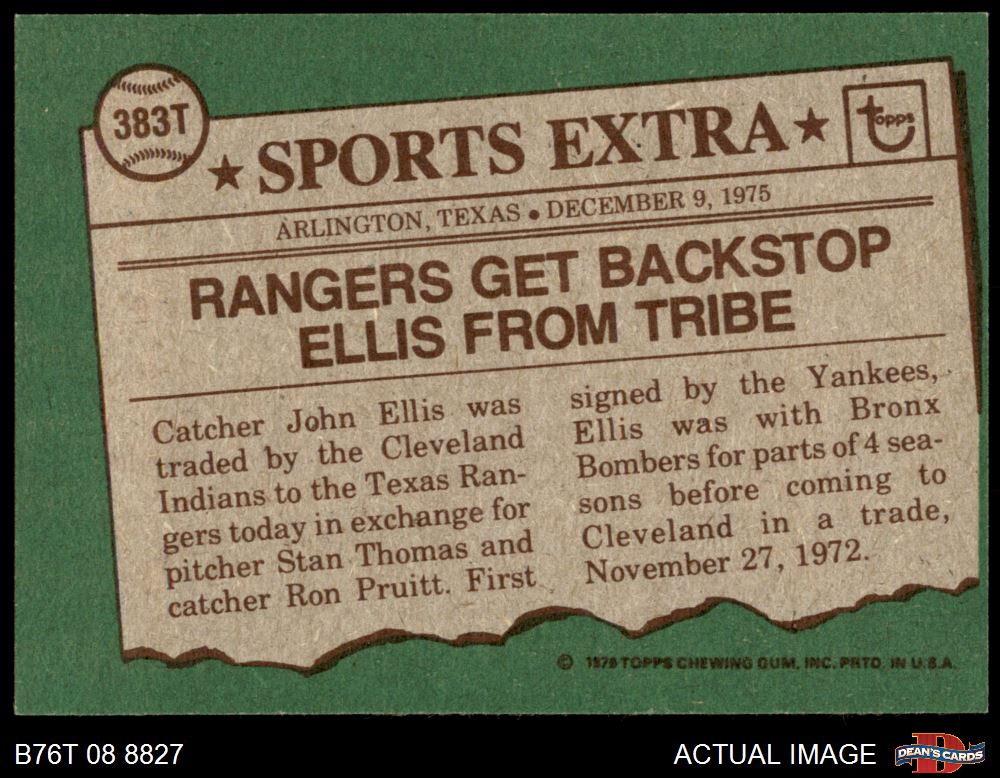 383T
★ SPORTS EXTRA ★
topps
ARLINGTON, TEXAS • DECEMBER 9, 1975
RANGERS GET BACKSTOP
ELLIS FROM TRIBE
Catcher John Ellis was
traded by the Cleveland
Indians to the Texas Ran-
gers today in exchange for
pitcher Stan Thomas and
catcher Ron Pruitt. First
signed by the Yankees,
Ellis was with Bronx
Bombers for parts of 4 sea-
sons before coming to
Cleveland in a trade,
November 27, 1972.
© 1976 TOPPS CHEWING GUM, INC. PRTD. IN U.S.A.
B76T 08 8827
ACTUAL IMAGE
DEAN'S CARDS